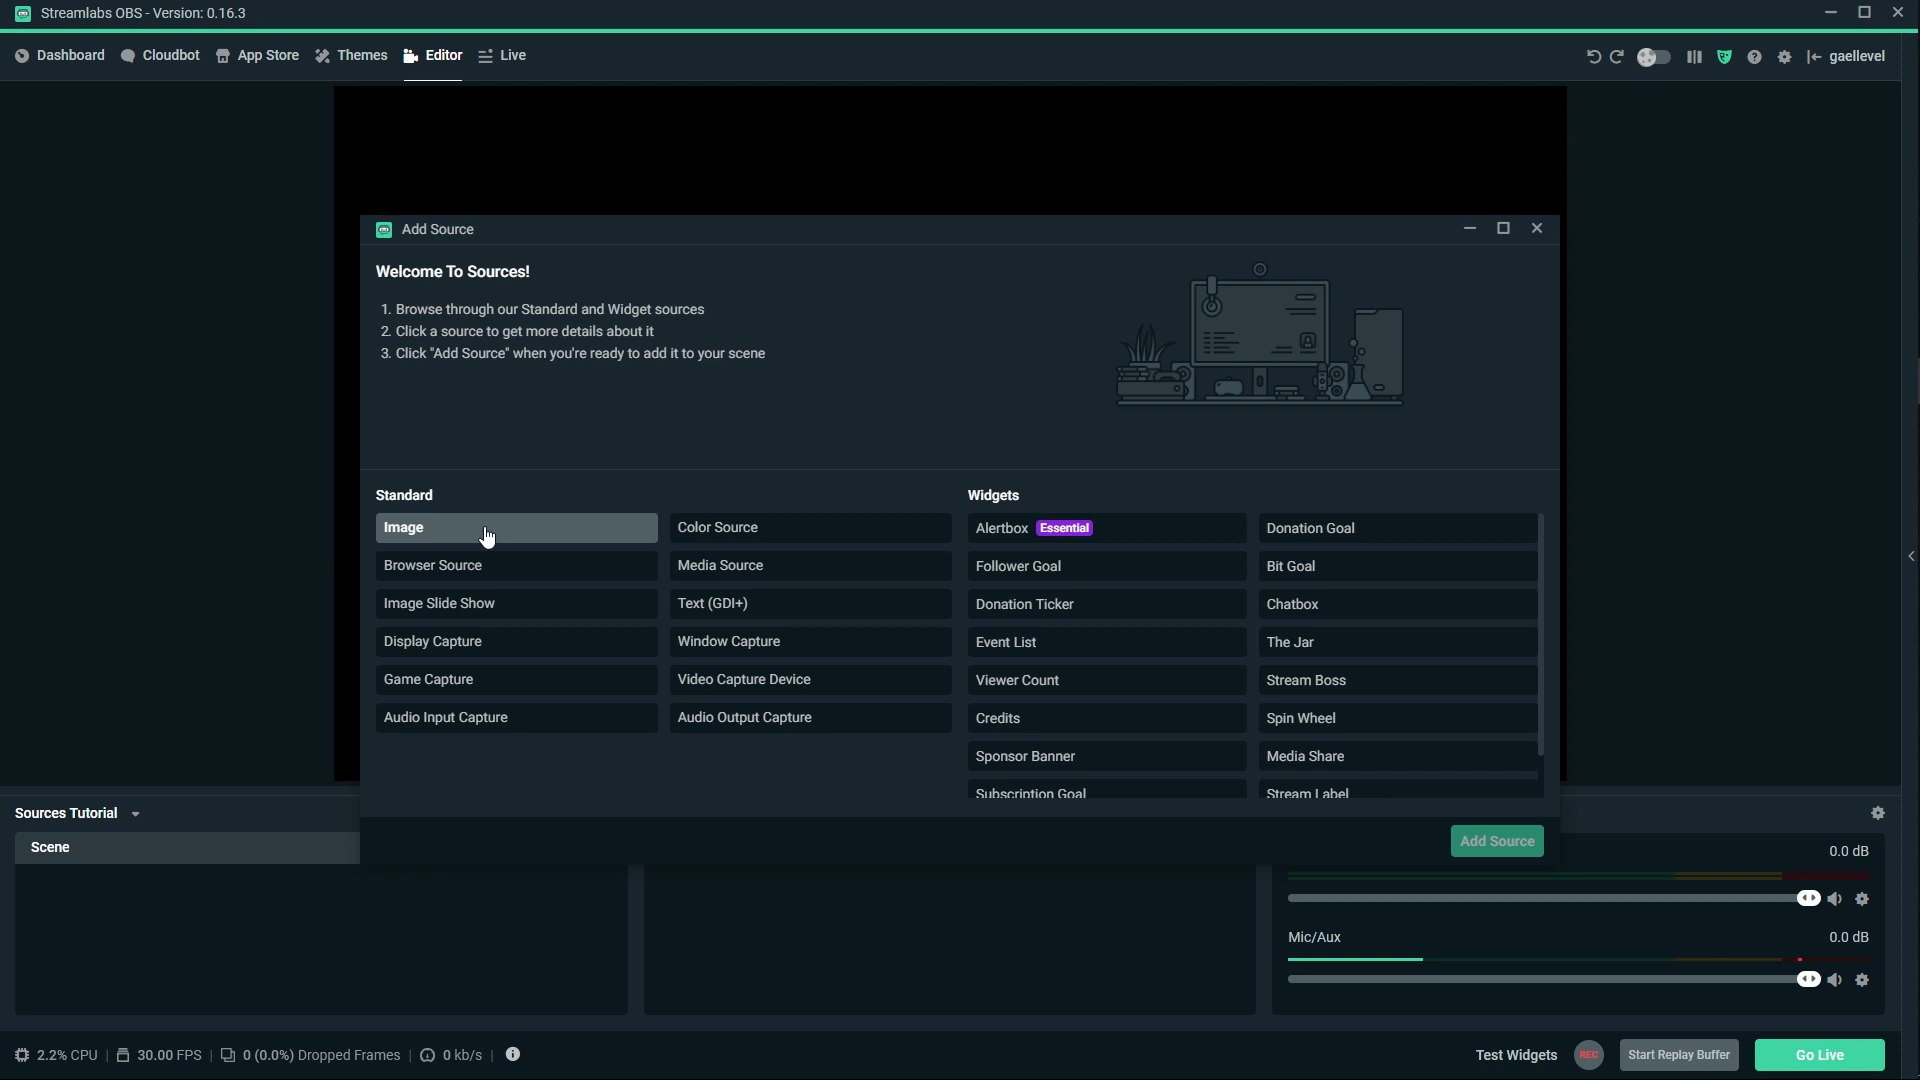 Streamlabs OBS - Version: 0.16.3
Dashboard Cloudbot App Store Themes Editor Live gaellevel
Add Source
Welcome To Sources!
1. Browse through our Standard and Widget sources
2. Click a source to get more details about it
3. Click "Add Source" when you're ready to add it to your scene
Standard Widgets
Image Color Source Alertbox Essential Donation Goal
Browser Source Media Source Follower Goal Bit Goal
Image Slide Show Text (GDI+) Donation Ticker Chatbox
Display Capture Window Capture Event List The Jar
Game Capture Video Capture Device Viewer Count Stream Boss
Audio Input Capture Audio Output Capture Credits Spin Wheel
Sponsor Banner Media Share
Subscription Goal Stream Label
Sources Tutorial
Add Source
Scene
0.0 dB
Mic/Aux 0.0 dB
2.2% CPU 30.00 FPS 0 (0.0%) Dropped Frames 0 kb/s Test Widgets REC Start Replay Buffer Go Live